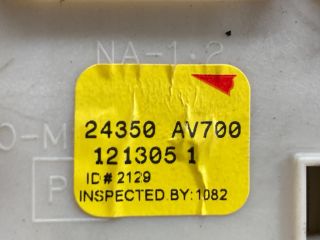 NA-1·2
24350 AV700
121305 1
ID# 2129
INSPECTED BY: 1082